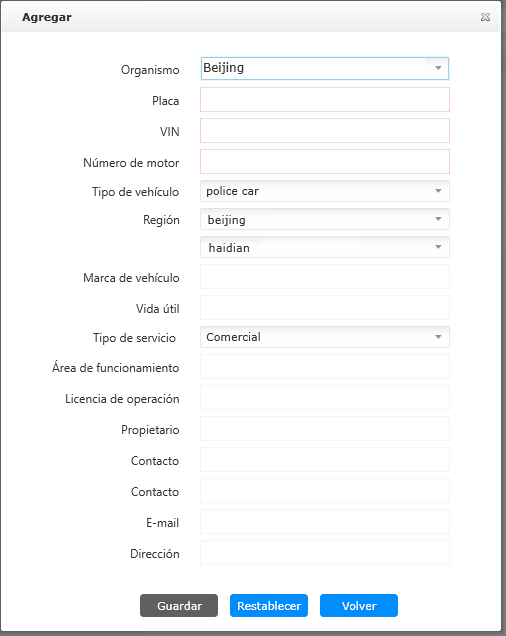 Agregar
Organismo Beijing
Placa
VIN
Número de motor
Tipo de vehículo police car
Región beijing
haidian
Marca de vehículo
Vida útil
Tipo de servicio Comercial
Área de funcionamiento
Licencia de operación
Propietario
Contacto
Contacto
E-mail
Dirección
Guardar Restablecer Volver